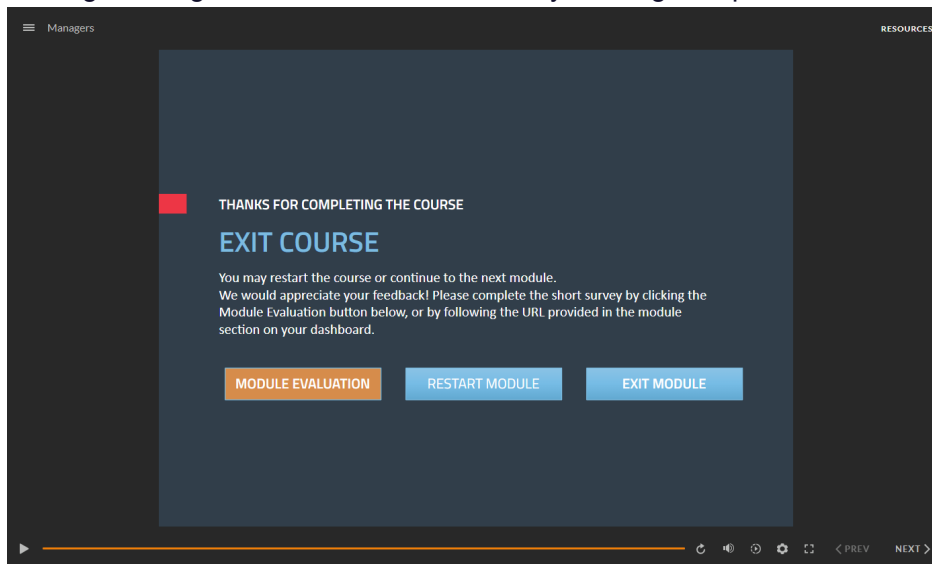 Managers
RESOURCES
THANKS FOR COMPLETING THE COURSE
EXIT COURSE
You may restart the course or continue to the next module.
We would appreciate your feedback! Please complete the short survey by clicking the
Module Evaluation button below, or by following the URL provided in the module
section on your dashboard.
MODULE EVALUATION
RESTART MODULE
EXIT MODULE
PREV
NEXT